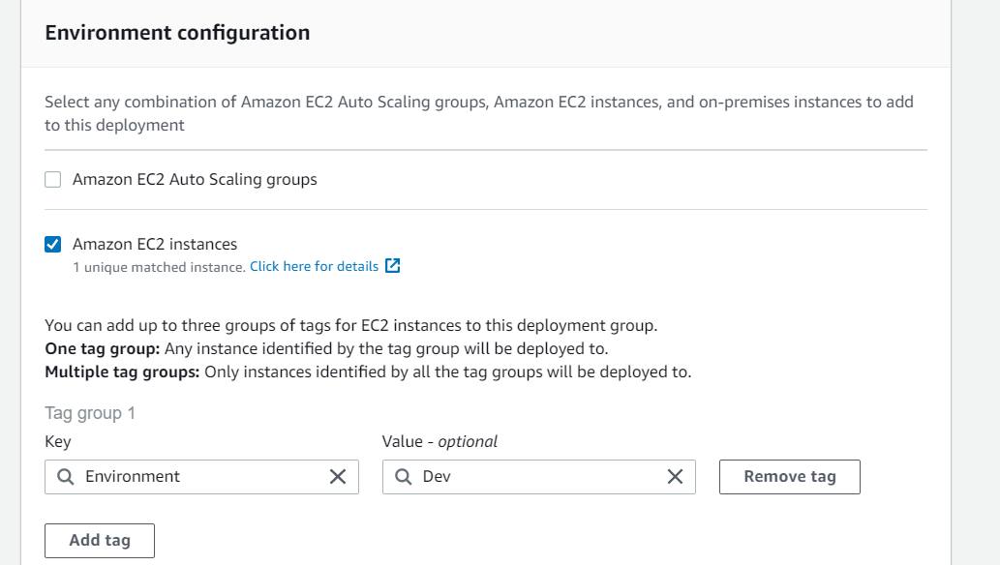 Environment configuration
Select any combination of Amazon EC2 Auto Scaling groups, Amazon EC2 instances, and on-premises instances to add
to this deployment
Amazon EC2 Auto Scaling groups
Amazon EC2 instances
1 unique matched instance. Click here for details
You can add up to three groups of tags for EC2 instances to this deployment group.
One tag group: Any instance identified by the tag group will be deployed to.
Multiple tag groups: Only instances identified by all the tag groups will be deployed to.
Tag group 1
Key
Value - optional
Environment
Dev
Remove tag
Add tag